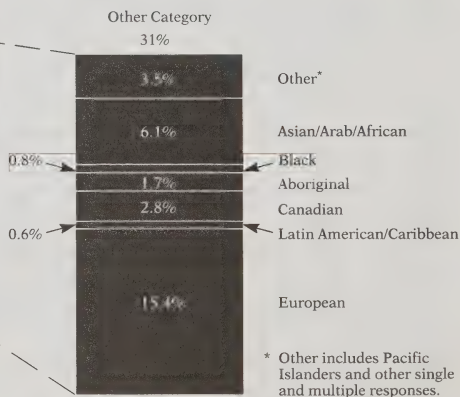 Other Category
31%
3.5% Other*
6.1% Asian/Arab/African
0.8% Black
1.7% Aboriginal
2.8% Canadian
0.6% Latin American/Caribbean
15.4% European
* Other includes Pacific
Islanders and other single
and multiple responses.